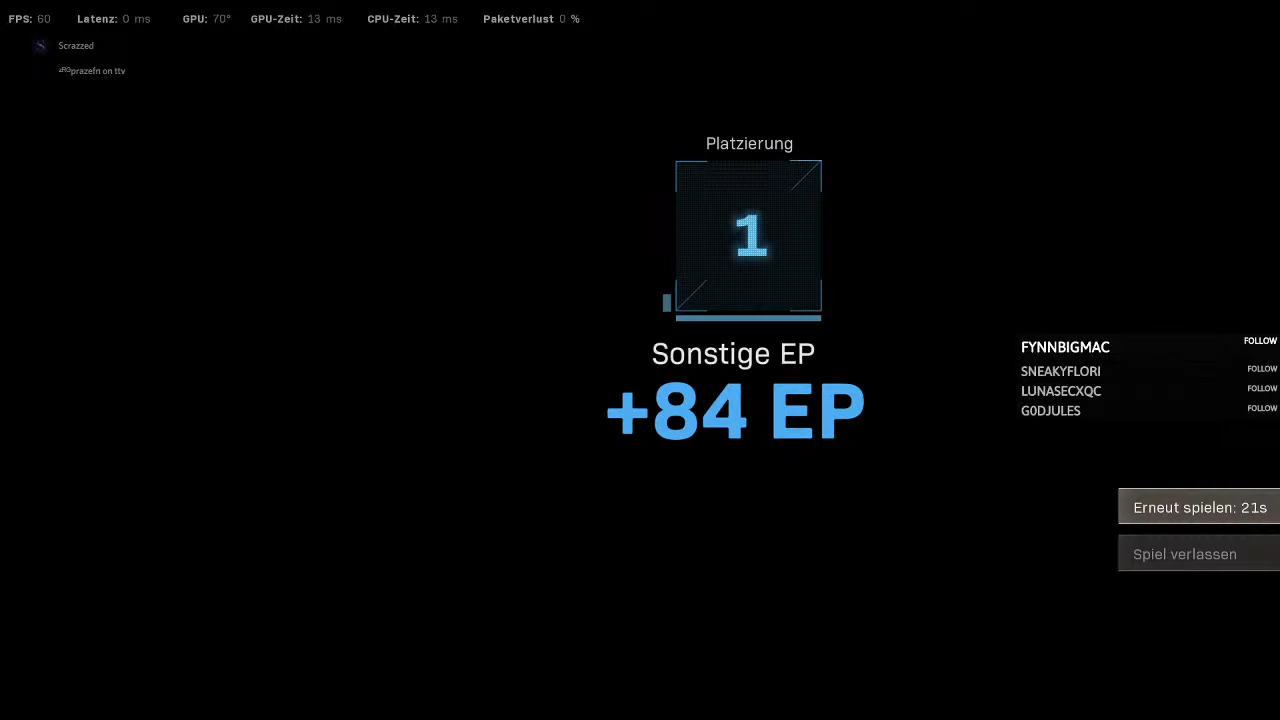 FPS: 60 Latenz: 0 ms GPU: 70° GPU-Zeit: 13 ms CPU-Zeit: 13 ms Paketverlust 0 %
Scrazzed
prazefn on ttv
Platzierung
1
Sonstige EP
+84 EP
FYNNBIGMAC FOLLOW
SNEAKYFLORI FOLLOW
LUNASECXQC FOLLOW
G0DJULES FOLLOW
Erneut spielen: 21s
Spiel verlassen